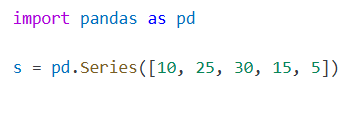 import pandas as pd
s = pd.Series([10, 25, 30, 15, 5])